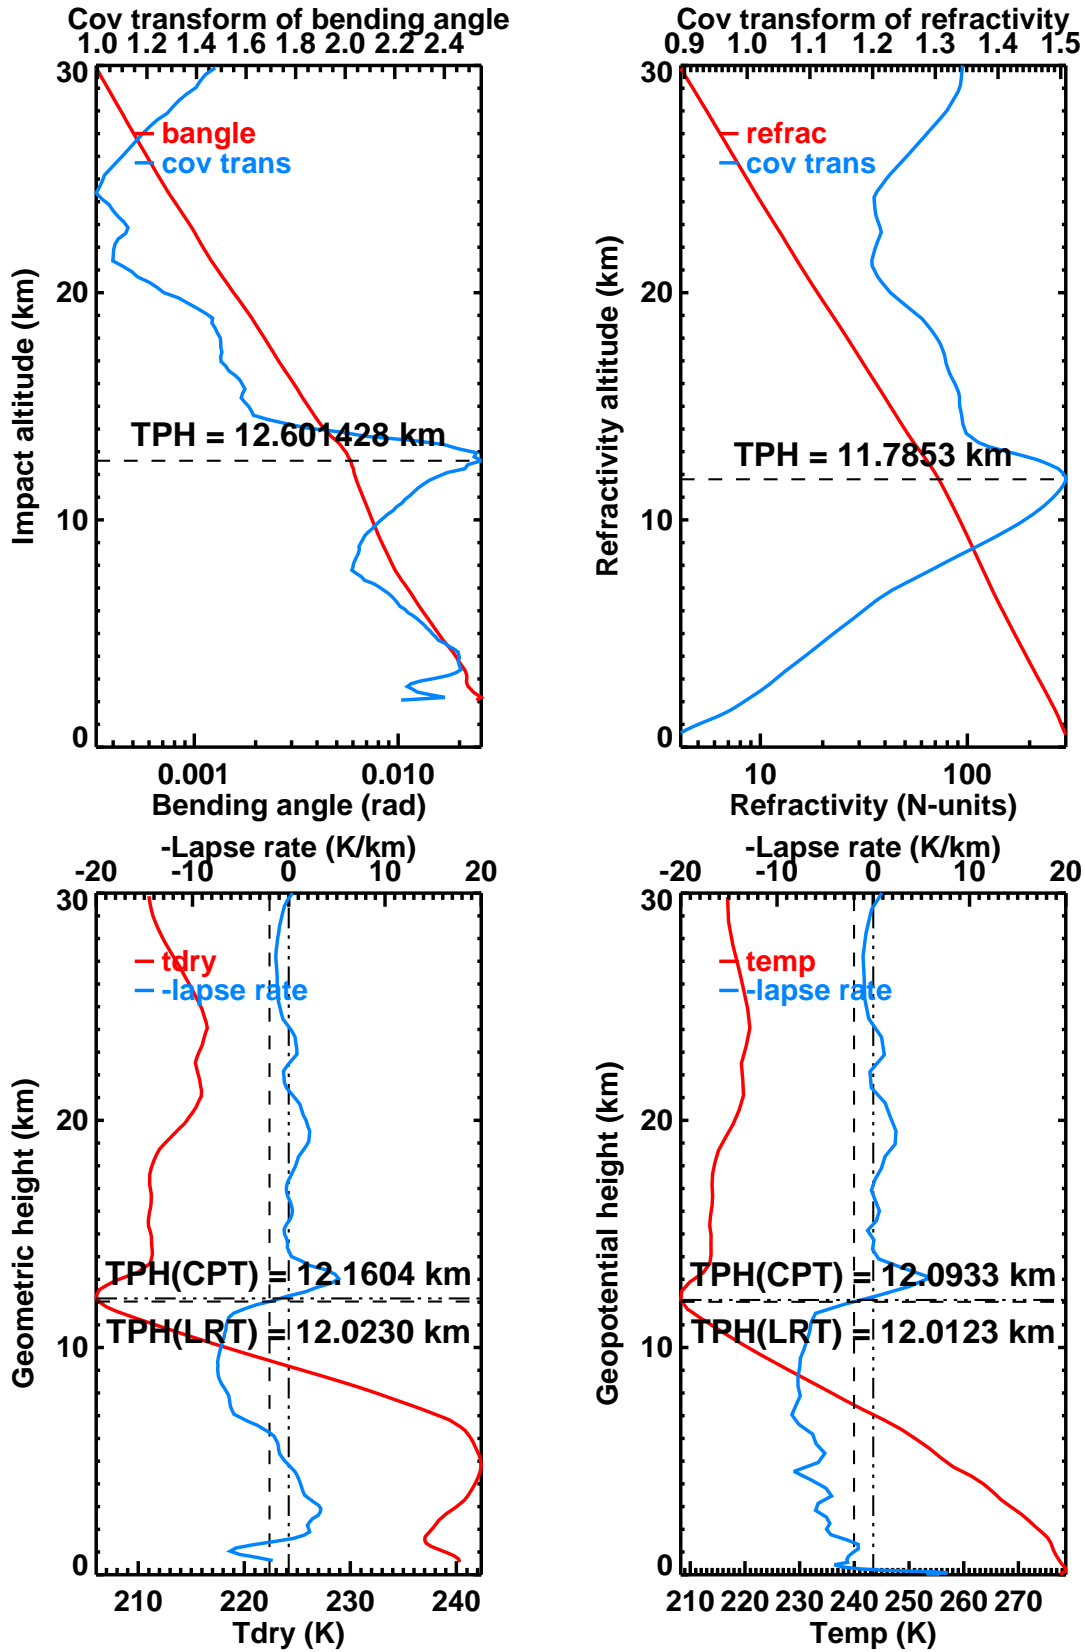 Cov transform of bending angle
1.0 1.2 1.4 1.6 1.8 2.0 2.2 2.4
30
20
10
0
Impact altitude (km)
bangle
cov trans
TPH = 12.601428 km
0.001 0.010
Bending angle (rad)
Cov transform of refractivity
0.9 1.0 1.1 1.2 1.3 1.4 1.5
30
20
10
0
Refractivity altitude (km)
refrac
cov trans
TPH = 11.7853 km
10 100
Refractivity (N-units)
-Lapse rate (K/km)
-20 -10 0 10 20
30
20
10
0
Geometric height (km)
tdry
-lapse rate
TPH(CPT) = 12.1604 km
TPH(LRT) = 12.0230 km
210 220 230 240
Tdry (K)
-Lapse rate (K/km)
-20 -10 0 10 20
30
20
10
0
Geopotential height (km)
temp
-lapse rate
TPH(CPT) = 12.0933 km
TPH(LRT) = 12.0123 km
210 220 230 240 250 260 270
Temp (K)